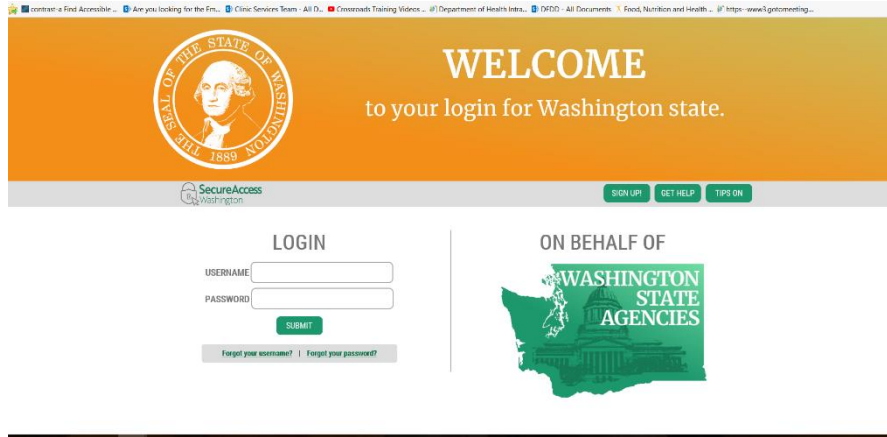 contrast-a Find Accessible ... Are you looking for the Em... Clinic Services Team - All D... Crossroads Training Videos ... Department of Health Intra... OFDD - All Documents Food, Nutrition and Health ... https--www3.gotomeeting...
THE SEAL OF THE STATE OF WASHINGTON
1889
WELCOME
to your login for Washington state.
SecureAccess
Washington
SIGN UP! GET HELP TIPS ON
LOGIN
USERNAME
PASSWORD
SUBMIT
Forgot your username? | Forgot your password?
ON BEHALF OF
WASHINGTON
STATE
AGENCIES